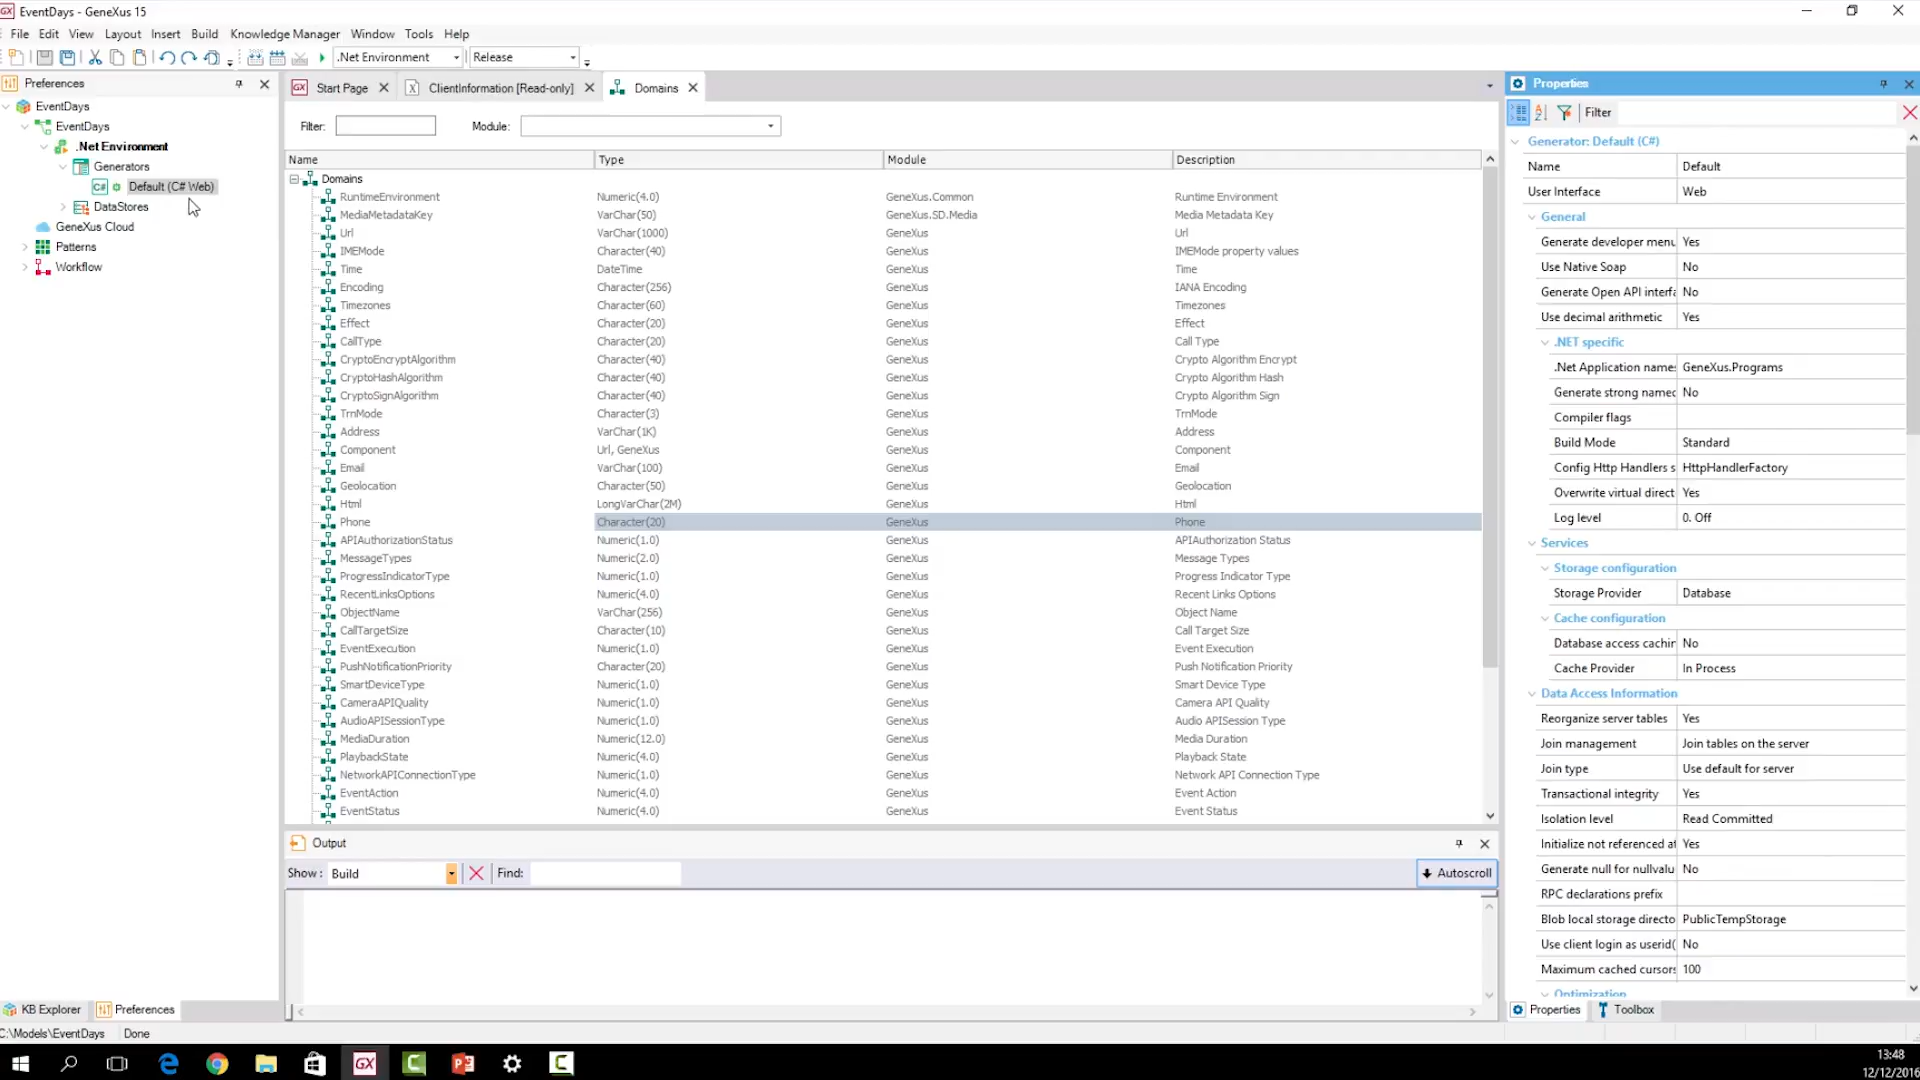 EventDays - GeneXus 15
File Edit View Layout Insert Build Knowledge Manager Window Tools Help
.Net Environment Release
Preferences
EventDays
EventDays
.Net Environment
Generators
Default (C# Web)
DataStores
GeneXus Cloud
Patterns
Workflow
KB Explorer Preferences
Start Page ClientInformation [Read-only] Domains
Filter: Module:
Name Type Module Description
Domains
RuntimeEnvironment Numeric(4.0) GeneXus.Common Runtime Environment
MediaMetadataKey VarChar(50) GeneXus.SD.Media Media Metadata Key
Url VarChar(1000) GeneXus Url
IMEMode Character(40) GeneXus IMEMode property values
Time DateTime GeneXus Time
Encoding Character(256) GeneXus IANA Encoding
Timezones Character(60) GeneXus Timezones
Effect Character(20) GeneXus Effect
CallType Character(20) GeneXus Call Type
CryptoEncryptAlgorithm Character(40) GeneXus Crypto Algorithm Encrypt
CryptoHashAlgorithm Character(40) GeneXus Crypto Algorithm Hash
CryptoSignAlgorithm Character(40) GeneXus Crypto Algorithm Sign
TrnMode Character(3) GeneXus TrnMode
Address VarChar(1K) GeneXus Address
Component Url, GeneXus GeneXus Component
Email VarChar(100) GeneXus Email
Geolocation Character(50) GeneXus Geolocation
Html LongVarChar(2M) GeneXus Html
Phone Character(20) GeneXus Phone
APIAuthorizationStatus Numeric(1.0) GeneXus APIAuthorization Status
MessageTypes Numeric(2.0) GeneXus Message Types
ProgressIndicatorType Numeric(1.0) GeneXus Progress Indicator Type
RecentLinksOptions Numeric(4.0) GeneXus Recent Links Options
ObjectName VarChar(256) GeneXus Object Name
CallTargetSize Character(10) GeneXus Call Target Size
EventExecution Numeric(1.0) GeneXus Event Execution
PushNotificationPriority Character(20) GeneXus Push Notification Priority
SmartDeviceType Numeric(1.0) GeneXus Smart Device Type
CameraAPIQuality Numeric(1.0) GeneXus Camera API Quality
AudioAPISessionType Numeric(1.0) GeneXus Audio APISession Type
MediaDuration Numeric(12.0) GeneXus Media Duration
PlaybackState Numeric(4.0) GeneXus Playback State
NetworkAPIConnectionType Numeric(1.0) GeneXus Network API Connection Type
EventAction Numeric(4.0) GeneXus Event Action
EventStatus Numeric(4.0) GeneXus Event Status
Output
Show: Build Find: Autoscroll
Properties
Filter
Generator: Default (C#)
Name Default
User Interface Web
General
Generate developer menu Yes
Use Native Soap No
Generate Open API interfa No
Use decimal arithmetic Yes
.NET specific
.Net Application names GeneXus.Programs
Generate strong named No
Compiler flags
Build Mode Standard
Config Http Handlers s HttpHandlerFactory
Overwrite virtual direct Yes
Log level 0. Off
Services
Storage configuration
Storage Provider Database
Cache configuration
Database access cachin No
Cache Provider In Process
Data Access Information
Reorganize server tables Yes
Join management Join tables on the server
Join type Use default for server
Transactional integrity Yes
Isolation level Read Committed
Initialize not referenced at Yes
Generate null for nullvalu No
RPC declarations prefix
Blob local storage directo PublicTempStorage
Use client login as userid( No
Maximum cached cursors 100
Optimization
Properties Toolbox
C:\Models\EventDays Done
13:48
12/12/2016